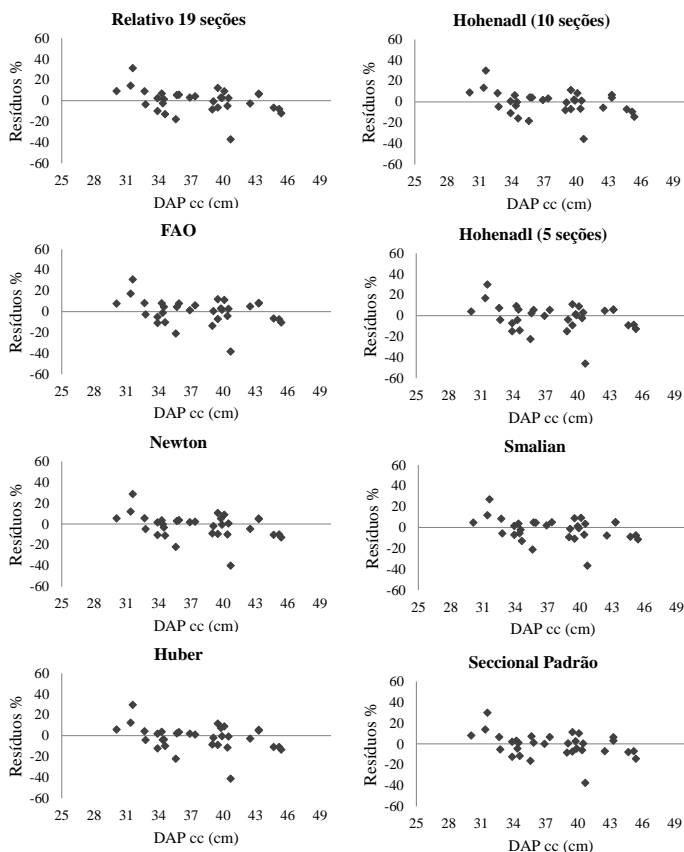 Relativo 19 seções
Resíduos %
60
40
20
0
-20
-40
-60
25 28 31 34 37 40 43 46 49
DAP cc (cm)
Hohenadl (10 seções)
Resíduos %
60
40
20
0
-20
-40
-60
25 28 31 34 37 40 43 46 49
DAP cc (cm)
FAO
Resíduos %
60
40
20
0
-20
-40
-60
25 28 31 34 37 40 43 46 49
DAP cc (cm)
Hohenadl (5 seções)
Resíduos %
60
40
20
0
-20
-40
-60
25 28 31 34 37 40 43 46 49
DAP cc (cm)
Newton
Resíduos %
60
40
20
0
-20
-40
-60
25 28 31 34 37 40 43 46 49
DAP cc (cm)
Smalian
Resíduos %
60
40
20
0
-20
-40
-60
25 28 31 34 37 40 43 46 49
DAP cc (cm)
Huber
Resíduos %
60
40
20
0
-20
-40
-60
25 28 31 34 37 40 43 46 49
DAP cc (cm)
Seccional Padrão
Resíduos %
60
40
20
0
-20
-40
-60
25 28 31 34 37 40 43 46 49
DAP cc (cm)